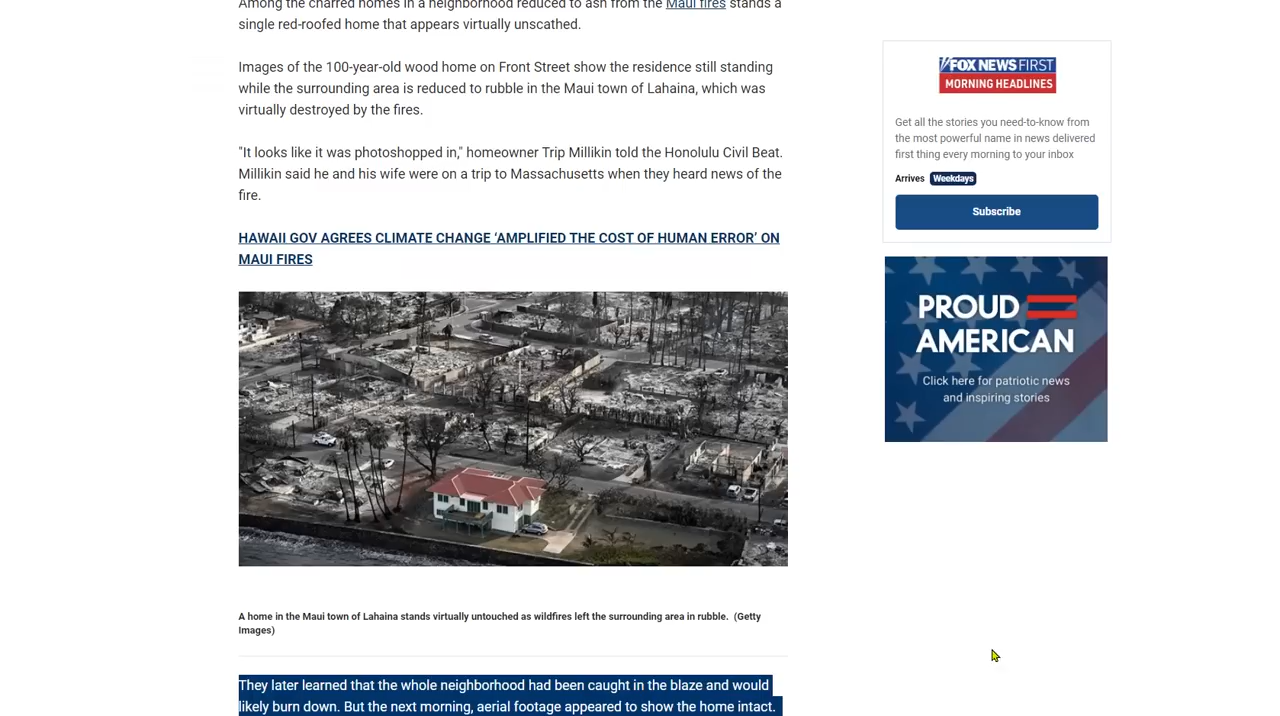 Among the charred homes in a neighborhood reduced to ash from the Maui fires stands a
single red-roofed home that appears virtually unscathed.
Images of the 100-year-old wood home on Front Street show the residence still standing
while the surrounding area is reduced to rubble in the Maui town of Lahaina, which was
virtually destroyed by the fires.
"It looks like it was photoshopped in," homeowner Trip Millikin told the Honolulu Civil Beat.
Millikin said he and his wife were on a trip to Massachusetts when they heard news of the
fire.
HAWAII GOV AGREES CLIMATE CHANGE ‘AMPLIFIED THE COST OF HUMAN ERROR’ ON
MAUI FIRES
A home in the Maui town of Lahaina stands virtually untouched as wildfires left the surrounding area in rubble. (Getty
Images)
They later learned that the whole neighborhood had been caught in the blaze and would
likely burn down. But the next morning, aerial footage appeared to show the home intact.
FOX NEWS FIRST
MORNING HEADLINES
Get all the stories you need-to-know from
the most powerful name in news delivered
first thing every morning to your inbox
Arrives Weekdays
Subscribe
PROUD
AMERICAN
Click here for patriotic news
and inspiring stories